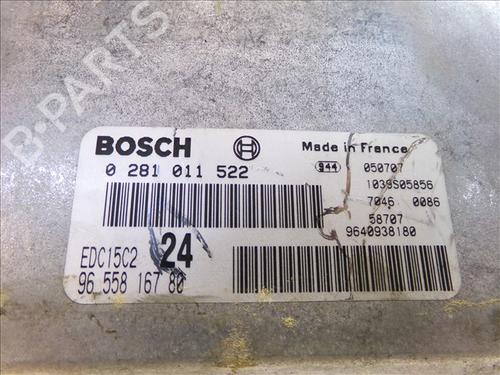 B-PARTS
BOSCH
Made in France
0 281 011 522
944 050707
1039S05856
7046 0086
58707
9640938180
EDC15C2 24
96 558 167 80